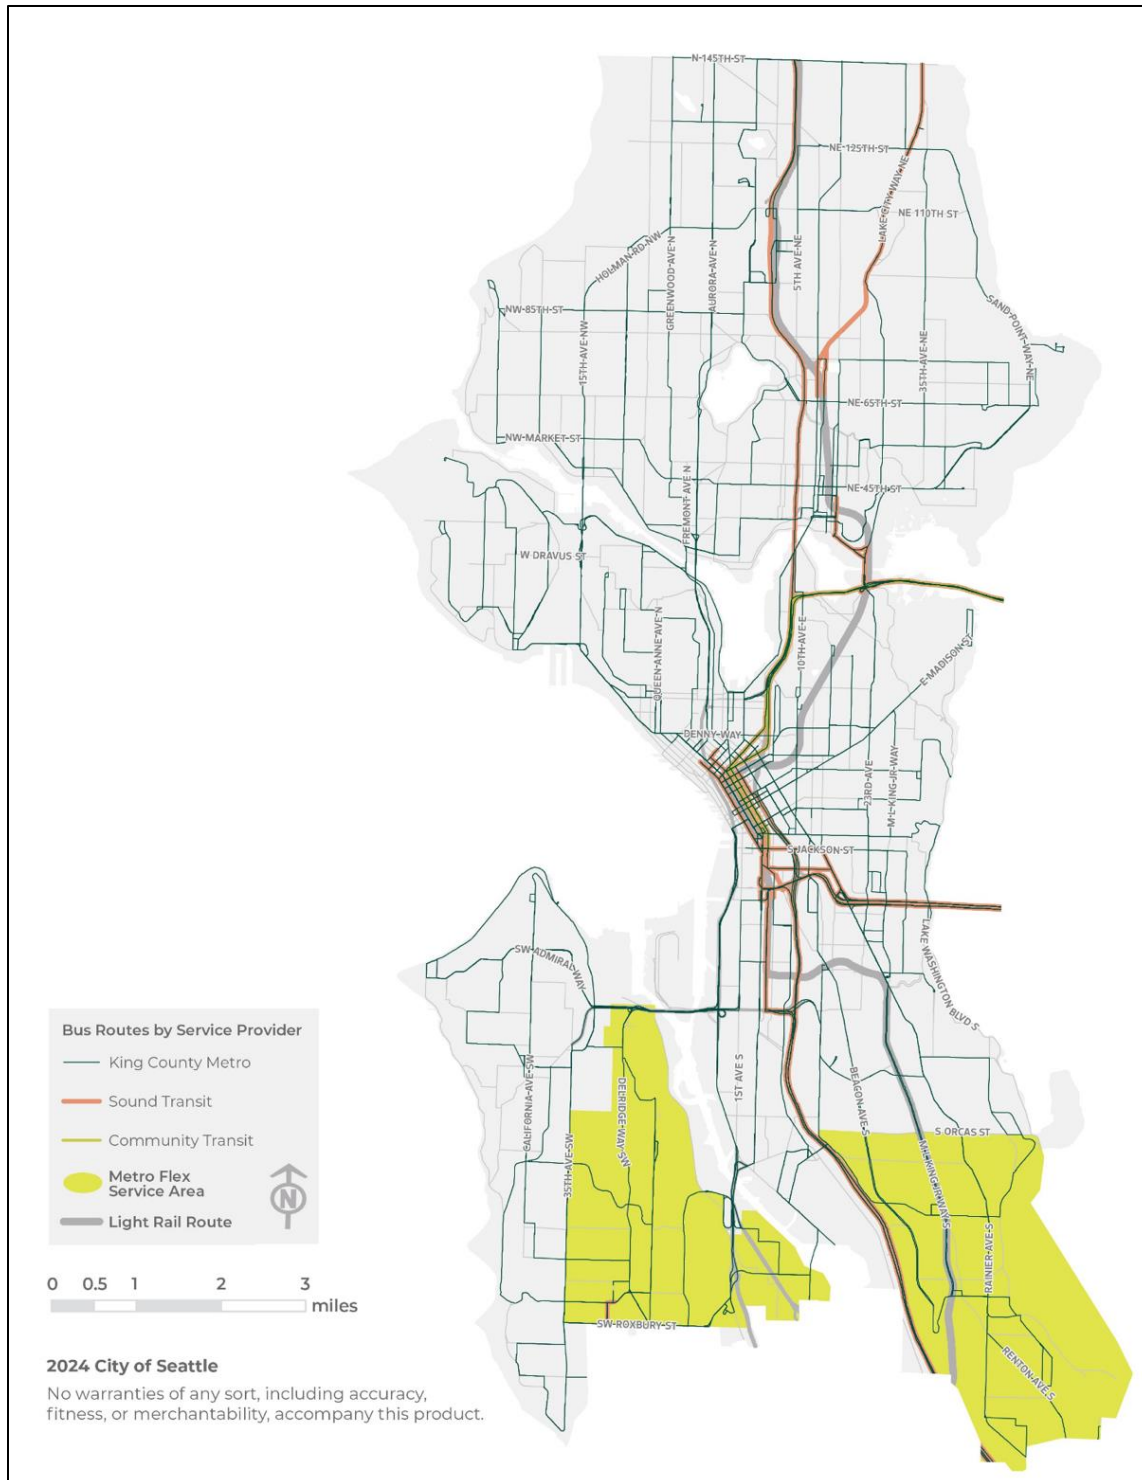 N 145TH ST
NE 125TH ST
LAKE CITY WAY NE
NE 110TH ST
HOLMAN RD NW
GREENWOOD AVE N
AURORA AVE N
5TH AVE NE
SAND POINT WAY NE
NW 85TH ST
15TH AVE NW
35TH AVE NE
NE 65TH ST
NW MARKET ST
NE 45TH ST
FREMONT AVE N
W DRAVUS ST
QUEEN ANNE AVE N
10TH AVE E
E MADISON ST
DENNY WAY
23RD AVE
M L KING JR WAY
S JACKSON ST
LAKE WASHINGTON BLVD S
SW ADMIRAL WAY
CALIFORNIA AVE SW
35TH AVE SW
DELRIDGE WAY SW
1ST AVE S
BEACON AVE S
S ORCAS ST
M L KING JR WAY S
RAINIER AVE S
SW ROXBURY ST
RENTON AVE S
Bus Routes by Service Provider
King County Metro
Sound Transit
Community Transit
Metro Flex
Service Area
Light Rail Route
N
0 0.5 1 2 3
miles
2024 City of Seattle
No warranties of any sort, including accuracy,
fitness, or merchantability, accompany this product.